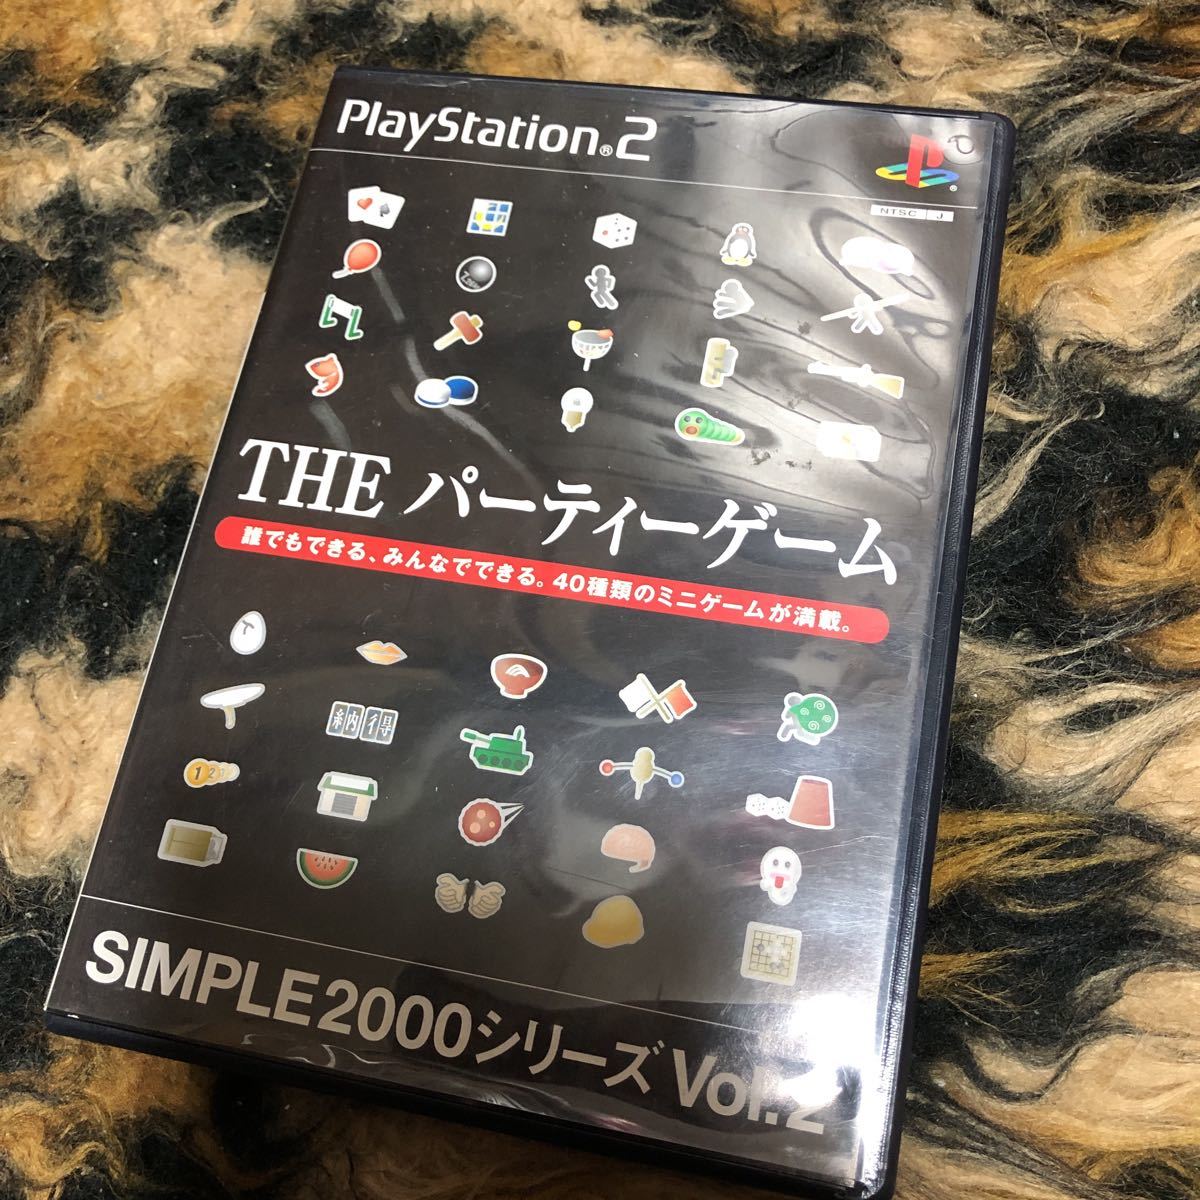 PlayStation®2
NTSC J
THE パーティーゲーム
誰でもできる、みんなでできる。40種類のミニゲームが満載。
納得
1 2
SIMPLE2000シリーズ Vol.2